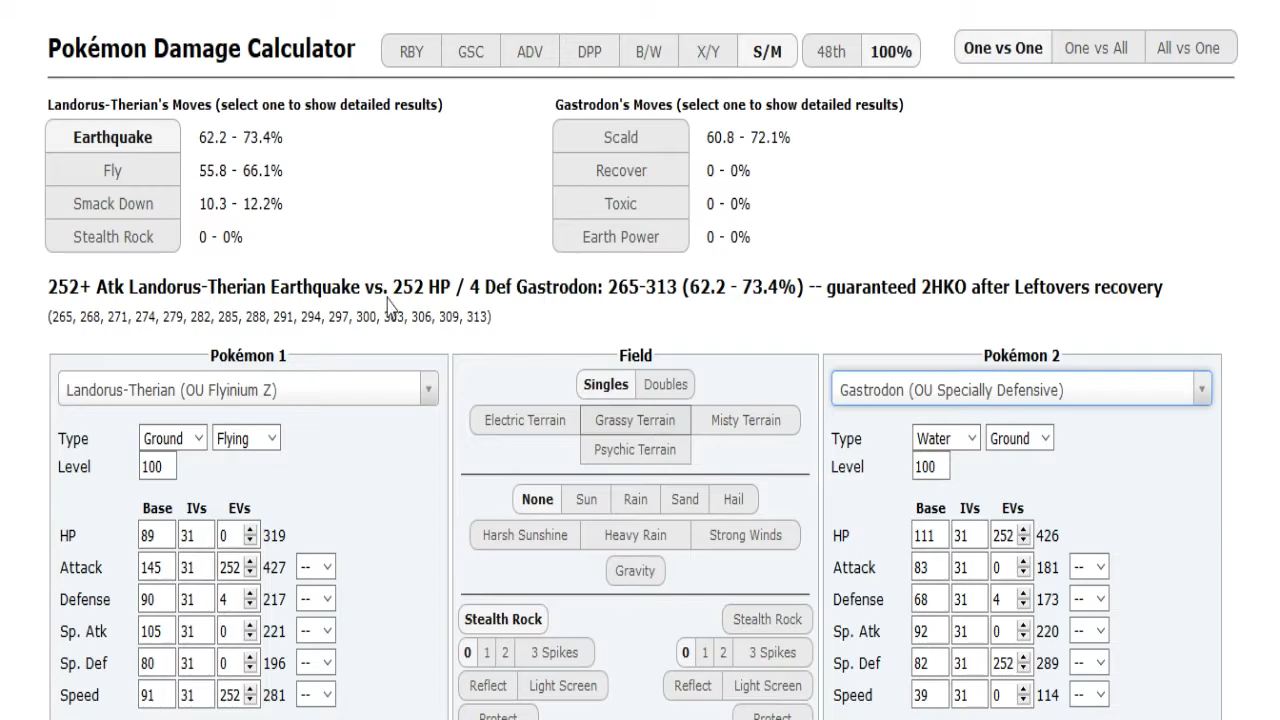 Pokémon Damage Calculator RBY GSC ADV DPP B/W X/Y S/M 48th 100% One vs One One vs All All vs One
Landorus-Therian's Moves (select one to show detailed results) Gastrodon's Moves (select one to show detailed results)
Earthquake 62.2 - 73.4% Scald 60.8 - 72.1%
Fly 55.8 - 66.1% Recover 0 - 0%
Smack Down 10.3 - 12.2% Toxic 0 - 0%
Stealth Rock 0 - 0% Earth Power 0 - 0%
252+ Atk Landorus-Therian Earthquake vs. 252 HP / 4 Def Gastrodon: 265-313 (62.2 - 73.4%) -- guaranteed 2HKO after Leftovers recovery
(265, 268, 271, 274, 279, 282, 285, 288, 291, 294, 297, 300, 303, 306, 309, 313)
Pokémon 1 Field Pokémon 2
Landorus-Therian (OU Flyinium Z) Singles Doubles Gastrodon (OU Specially Defensive)
Electric Terrain Grassy Terrain Misty Terrain
Type Ground Flying Psychic Terrain Type Water Ground
Level 100 Level 100
Base IVs EVs None Sun Rain Sand Hail Base IVs EVs
HP 89 31 0 319 Harsh Sunshine Heavy Rain Strong Winds HP 111 31 252 426
Attack 145 31 252 427 -- Gravity Attack 83 31 0 181 --
Defense 90 31 4 217 -- Stealth Rock Stealth Rock Defense 68 31 4 173 --
Sp. Atk 105 31 0 221 -- 0 1 2 3 Spikes 0 1 2 3 Spikes Sp. Atk 92 31 0 220 --
Sp. Def 80 31 0 196 -- Reflect Light Screen Reflect Light Screen Sp. Def 82 31 252 289 --
Speed 91 31 252 281 -- Protect Protect Speed 39 31 0 114 --